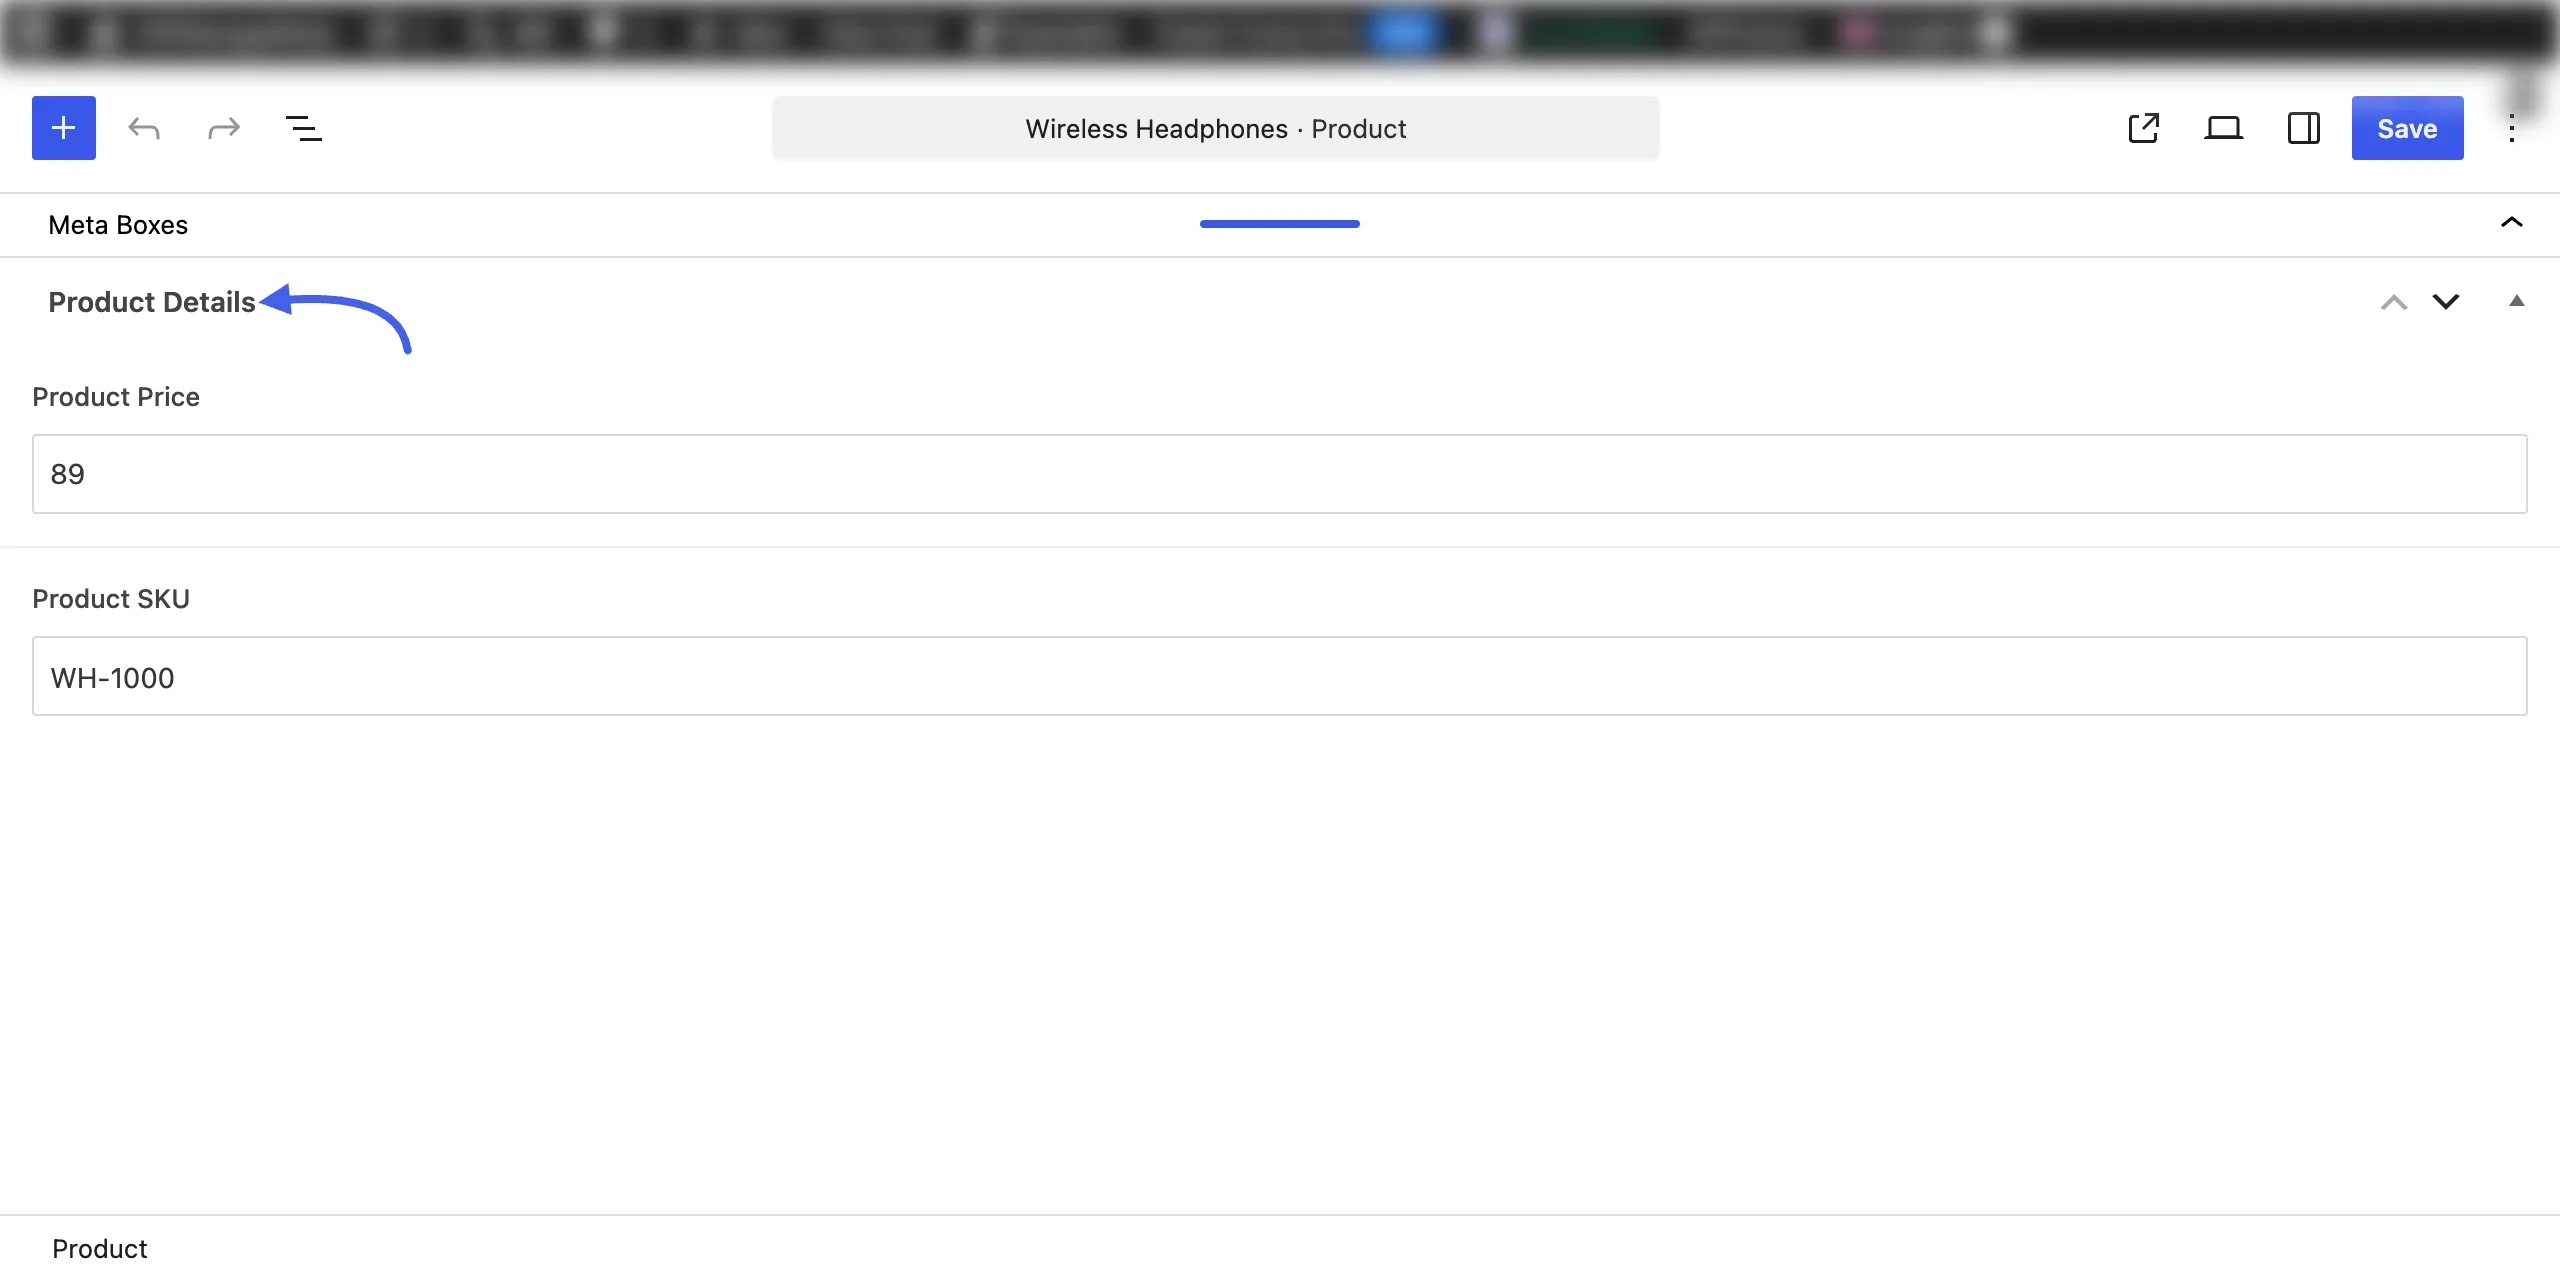 Wireless Headphones · Product
Save
Meta Boxes
Product Details
Product Price
89
Product SKU
WH-1000
Product